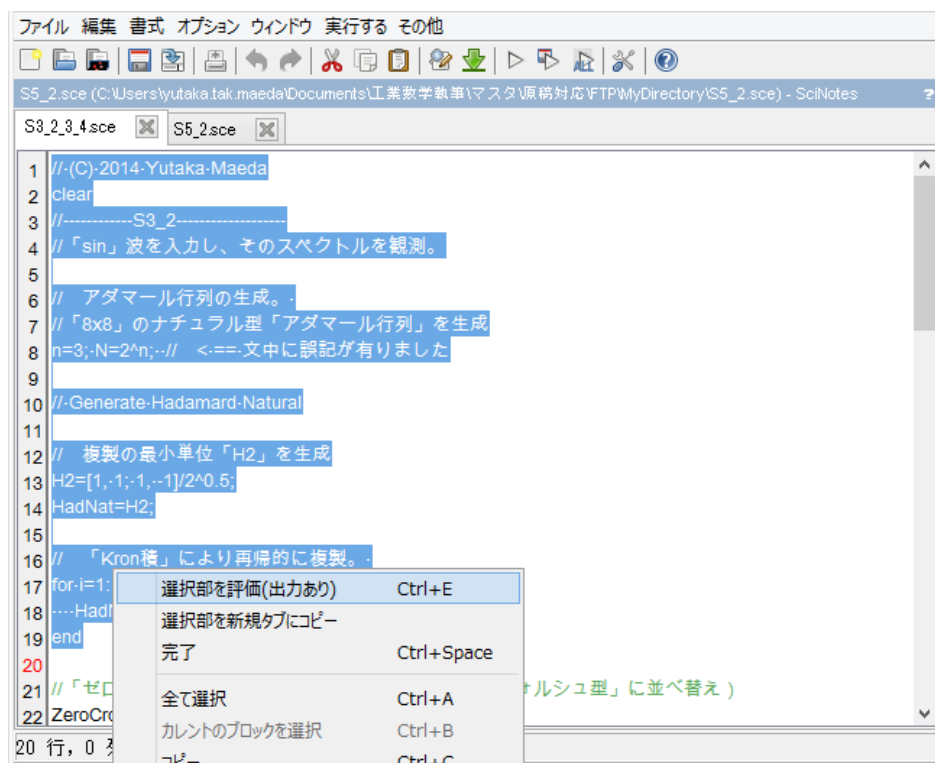 ファイル 編集 書式 オプション ウィンドウ 実行する その他
S5_2.sce (C:\Users\yutaka.tak.maeda\Documents\工業数学執筆\マスタ\原稿対応\FTP\MyDirectory\S5_2.sce) - SciNotes ?
S3_2_3_4.sce S5_2.sce
1 //·(C)·2014·Yutaka·Maeda
2 clear
3 //------------S3_2-------------------
4 //「sin」波を入力し、そのスペクトルを観測。
5
6 // アダマール行列の生成。·
7 //「8x8」のナチュラル型「アダマール行列」を生成
8 n=3;·N=2^n;··// <·==·文中に誤記が有りました
9
10 //·Generate·Hadamard·Natural
11
12 // 複製の最小単位「H2」を生成
13 H2=[1,·1;·1,·-1]/2^0.5;
14 HadNat=H2;
15
16 // 「Kron積」により再帰的に複製。·
17 for·i=1:
18 ····Had
19 end
20
21 //「ゼロ ォルシュ型」に並べ替え )
22 ZeroCro
選択部を評価(出力あり) Ctrl+E
選択部を新規タブにコピー
完了 Ctrl+Space
全て選択 Ctrl+A
カレントのブロックを選択 Ctrl+B
コピー Ctrl+C
20 行, 0